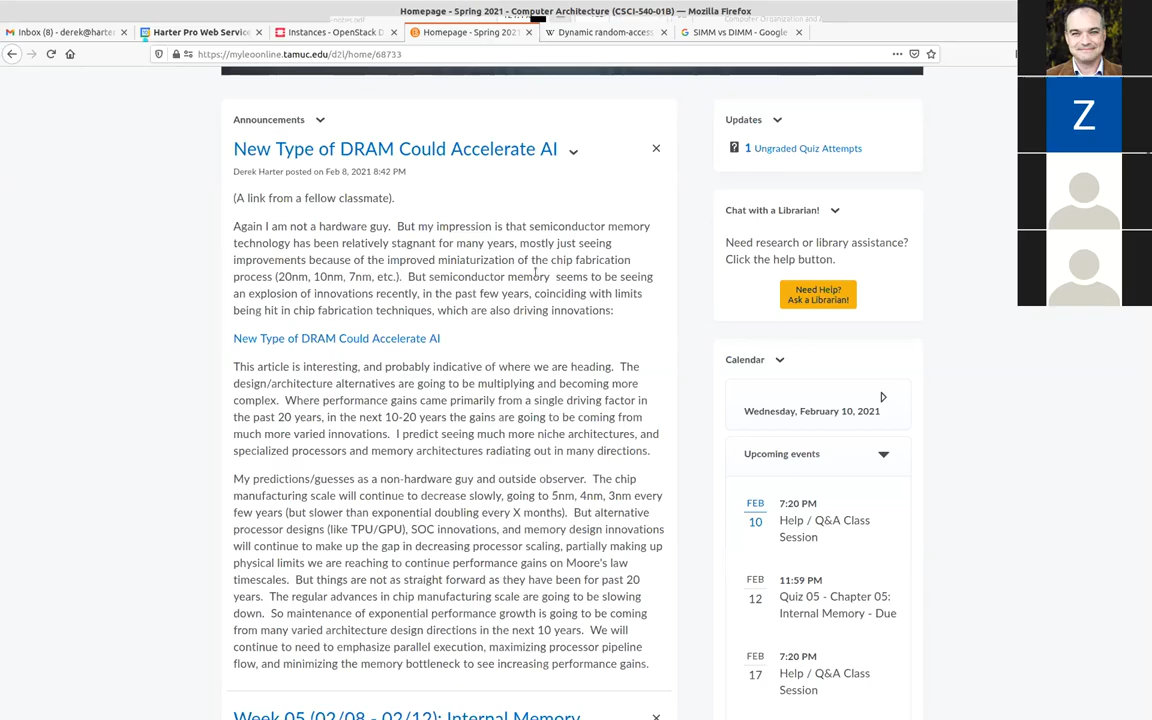 Homepage - Spring 2021 - Computer Architecture (CSCI-540-01B) — Mozilla Firefox
Inbox (8) - derek@harter
Harter Pro Web Service
Instances - OpenStack D
Homepage - Spring 2021
Dynamic random-access
SIMM vs DIMM - Google
https://myleoonline.tamuc.edu/d2l/home/68733
Announcements
New Type of DRAM Could Accelerate AI
Derek Harter posted on Feb 8, 2021 8:42 PM
(A link from a fellow classmate).
Again I am not a hardware guy. But my impression is that semiconductor memory
technology has been relatively stagnant for many years, mostly just seeing
improvements because of the improved miniaturization of the chip fabrication
process (20nm, 10nm, 7nm, etc.). But semiconductor memory seems to be seeing
an explosion of innovations recently, in the past few years, coinciding with limits
being hit in chip fabrication techniques, which are also driving innovations:
New Type of DRAM Could Accelerate AI
This article is interesting, and probably indicative of where we are heading. The
design/architecture alternatives are going to be multiplying and becoming more
complex. Where performance gains came primarily from a single driving factor in
the past 20 years, in the next 10-20 years the gains are going to be coming from
much more varied innovations. I predict seeing much more niche architectures, and
specialized processors and memory architectures radiating out in many directions.
My predictions/guesses as a non-hardware guy and outside observer. The chip
manufacturing scale will continue to decrease slowly, going to 5nm, 4nm, 3nm every
few years (but slower than exponential doubling every X months). But alternative
processor designs (like TPU/GPU), SOC innovations, and memory design innovations
will continue to make up the gap in decreasing processor scaling, partially making up
physical limits we are reaching to continue performance gains on Moore's law
timescales. But things are not as straight forward as they have been for past 20
years. The regular advances in chip manufacturing scale are going to be slowing
down. So maintenance of exponential performance growth is going to be coming
from many varied architecture design directions in the next 10 years. We will
continue to need to emphasize parallel execution, maximizing processor pipeline
flow, and minimizing the memory bottleneck to see increasing performance gains.
Week 05 (02/08 - 02/12): Internal Memory
Updates
1 Ungraded Quiz Attempts
Chat with a Librarian!
Need research or library assistance?
Click the help button.
Need Help?
Ask a Librarian!
Calendar
Wednesday, February 10, 2021
Upcoming events
FEB
10
7:20 PM
Help / Q&A Class
Session
FEB
12
11:59 PM
Quiz 05 - Chapter 05:
Internal Memory - Due
FEB
17
7:20 PM
Help / Q&A Class
Session
Z